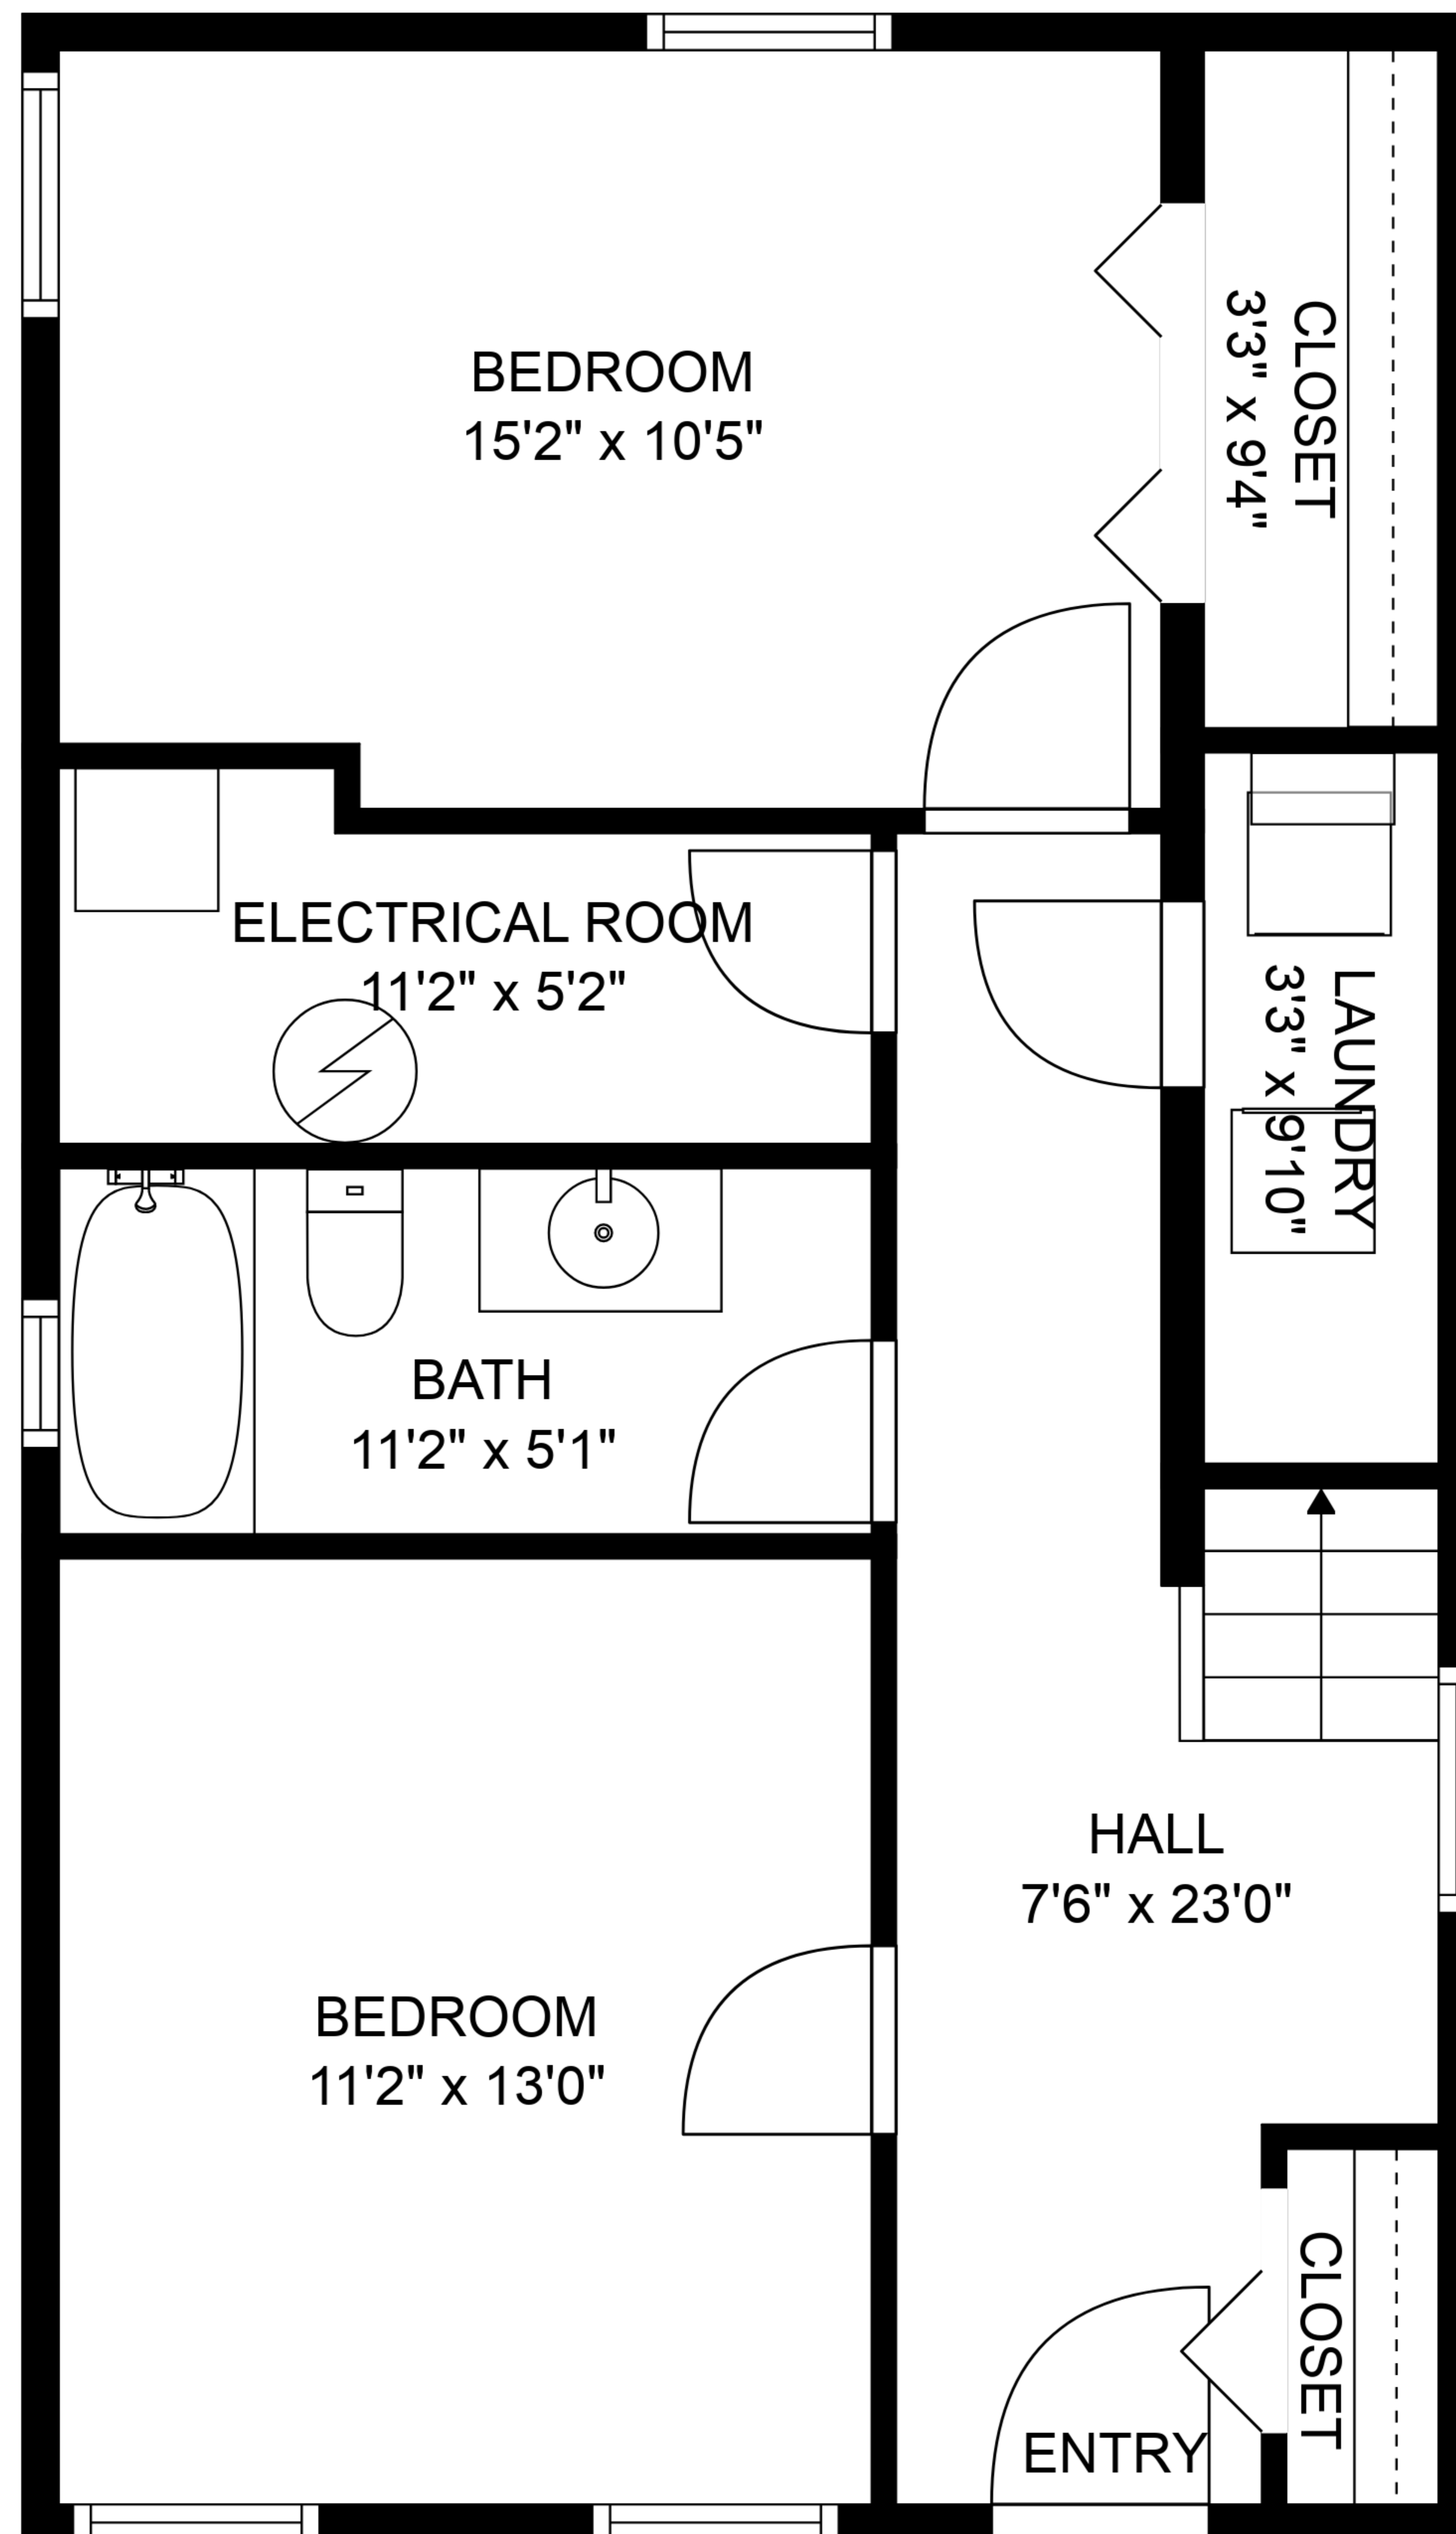 BEDROOM
15'2" x 10'5"
CLOSET
3'3" x 9'4"
ELECTRICAL ROOM
11'2" x 5'2"
LAUNDRY
3'3" x 9'10"
BATH
11'2" x 5'1"
HALL
7'6" x 23'0"
BEDROOM
11'2" x 13'0"
CLOSET
ENTRY